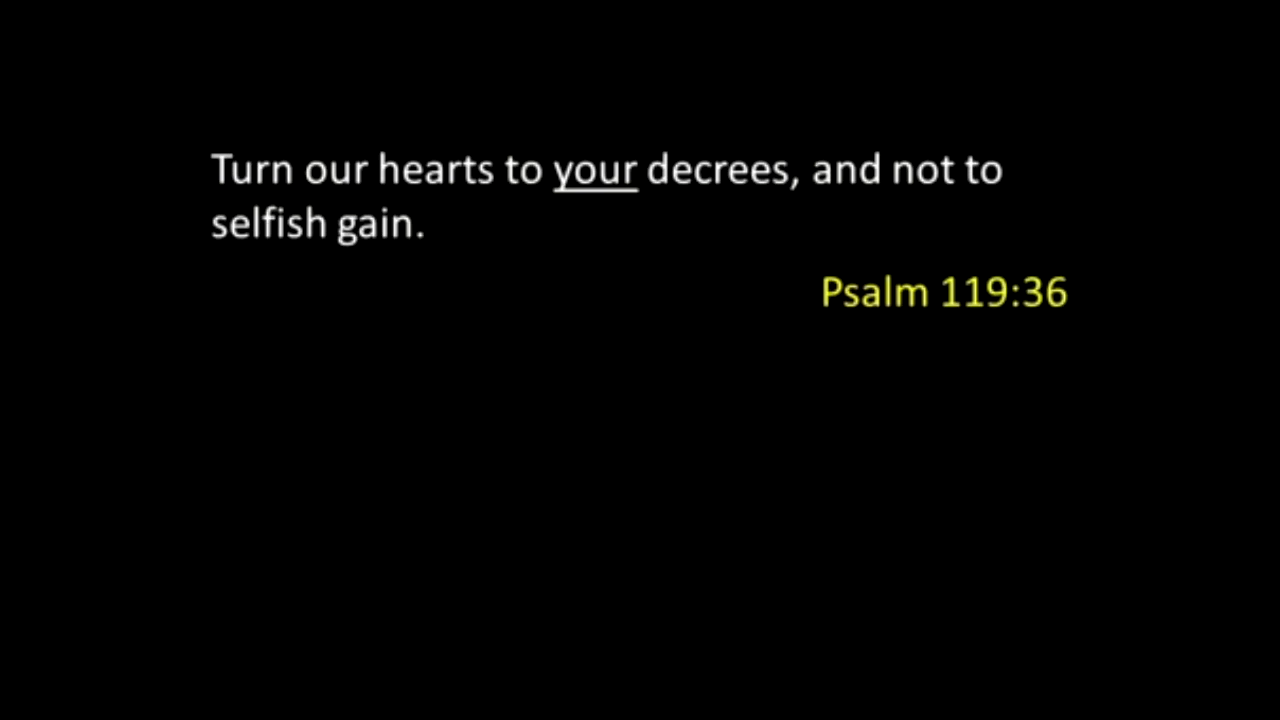 Turn our hearts to your decrees, and not to
selfish gain.
Psalm 119:36